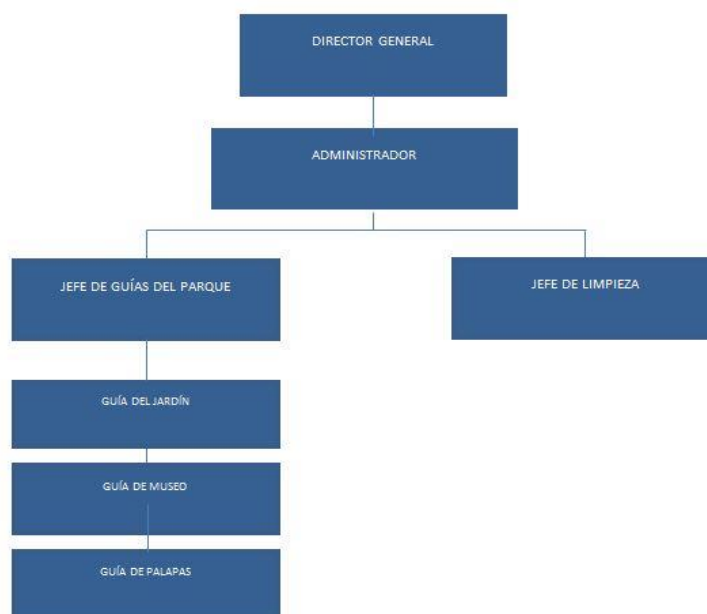 DIRECTOR GENERAL
ADMINISTRADOR
JEFE DE GUÍAS DEL PARQUE
JEFE DE LIMPIEZA
GUÍA DEL JARDÍN
GUÍA DE MUSEO
GUÍA DE PALAPAS